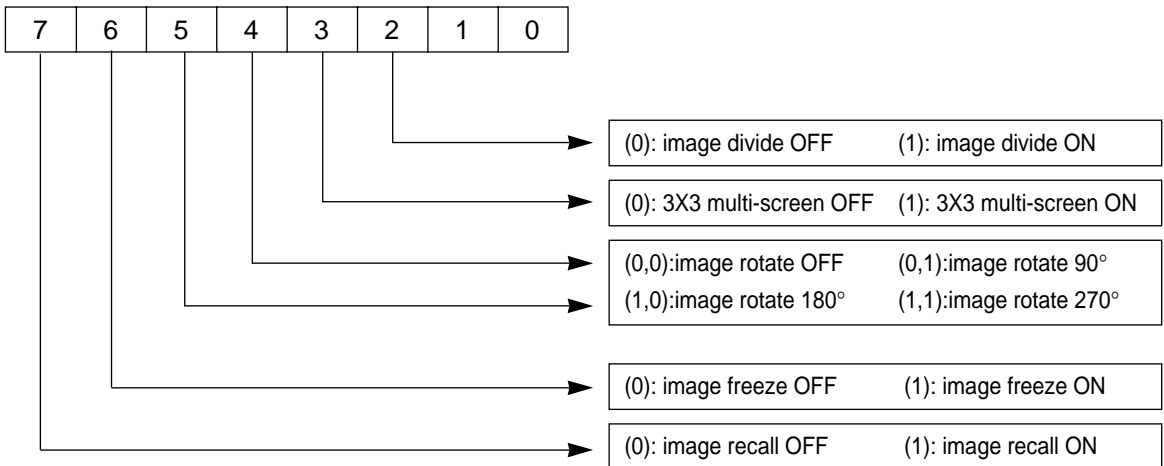 7 6 5 4 3 2 1 0
(0): image divide OFF (1): image divide ON
(0): 3X3 multi-screen OFF (1): 3X3 multi-screen ON
(0,0):image rotate OFF (0,1):image rotate 90°
(1,0):image rotate 180° (1,1):image rotate 270°
(0): image freeze OFF (1): image freeze ON
(0): image recall OFF (1): image recall ON